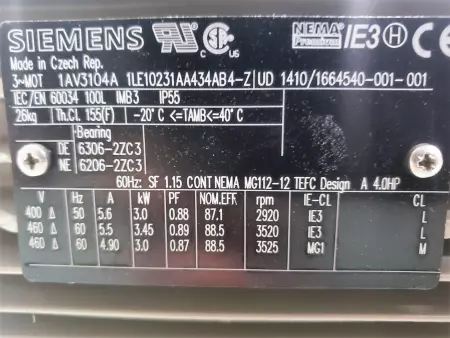 SIEMENS
NEMA Premium IE3 H CE
Made in Czech Rep.
3~MOT 1AV3104A 1LE10231AA434AB4-Z UD 1410/1664540-001-001
IEC/EN 60034 100L IMB3 IP55
26kg Th.Cl. 155(F) -20°C <=TAMB<=40°C
Bearing
DE 6306-2ZC3
NE 6206-2ZC3
60Hz: SF 1.15 CONT NEMA MG112-12 TEFC Design A 4.0HP
V Hz A kW PF NOM.EFF rpm IE-CL CL
400 Δ 50 5.6 3.0 0.88 87.1 2920 IE3 L
460 Δ 60 5.5 3.45 0.89 88.5 3520 IE3 L
460 Δ 60 4.90 3.0 0.87 88.5 3525 MG1 M